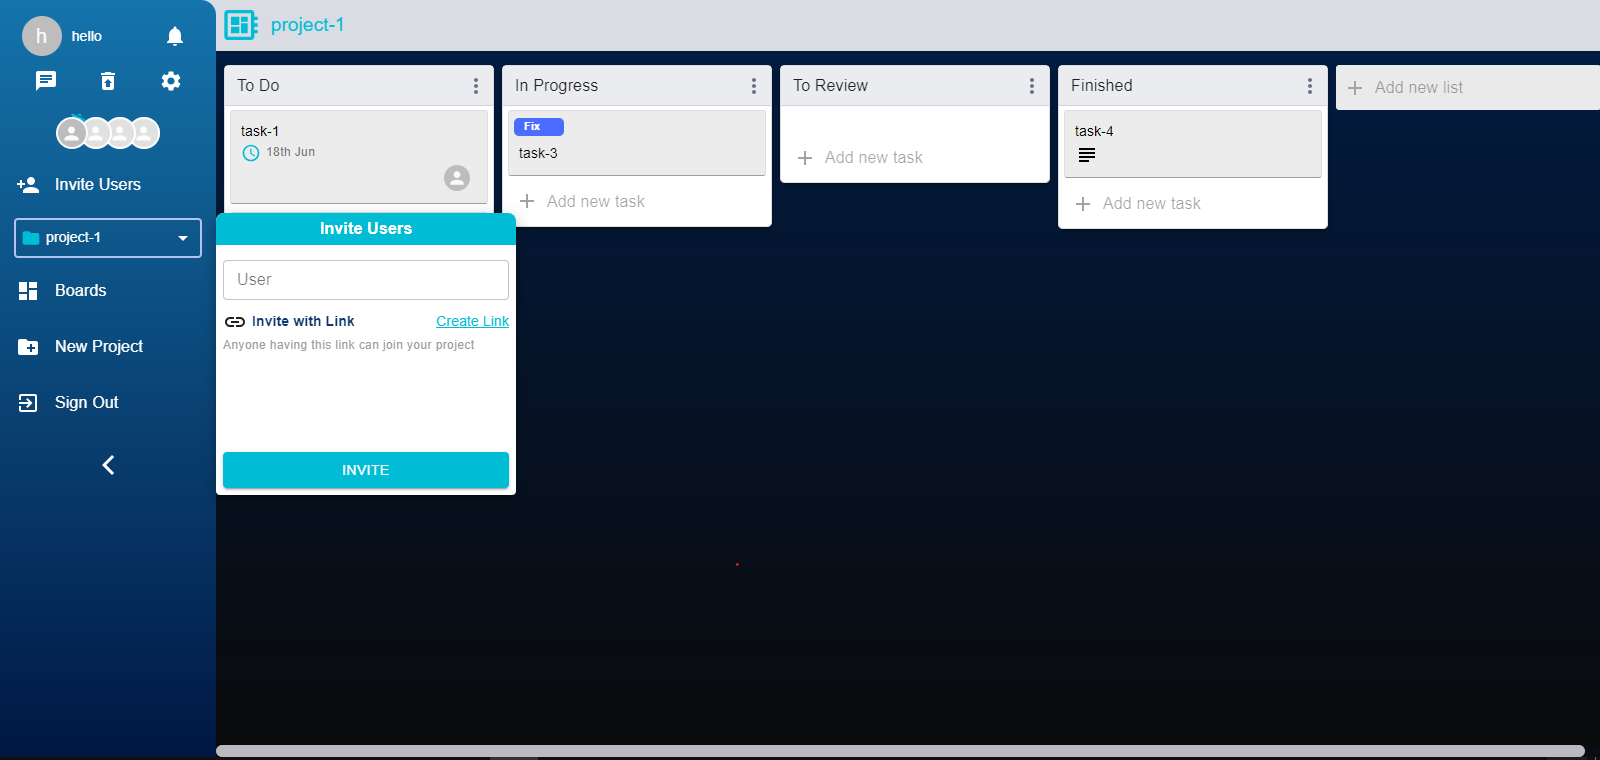 h
hello
Invite Users
project-1
Boards
New Project
Sign Out
project-1
To Do
task-1
18th Jun
In Progress
Fix
task-3
Add new task
To Review
Add new task
Finished
task-4
Add new task
Add new list
Invite Users
User
Invite with Link
Create Link
Anyone having this link can join your project
INVITE